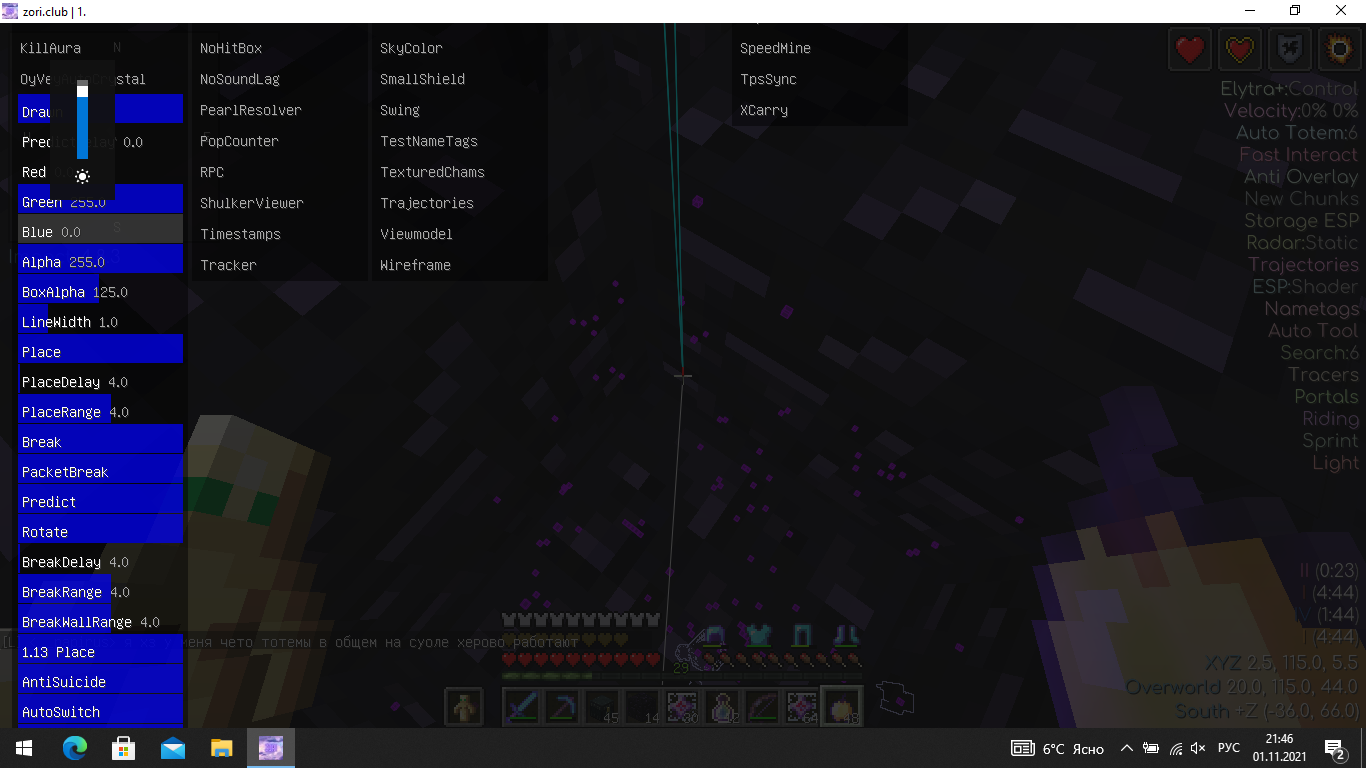 zori.club | 1.
KillAura N
NoHitBox
SkyColor
SpeedMine
NoSoundLag
SmallShield
TpsSync
PearlResolver
Swing
XCarry
0.0
PopCounter
TestNameTags
Red
RPC
TexturedChams
Green 255.0
ShulkerViewer
Trajectories
Blue 0.0 S
Timestamps
Viewmodel
Alpha 255.0
Tracker
Wireframe
BoxAlpha 125.0
LineWidth 1.0
Place
PlaceDelay 4.0
PlaceRange 4.0
Break
PacketBreak
Predict
Rotate
BreakDelay 4.0
BreakRange 4.0
BreakWallRange 4.0
1.13 Place
AntiSuicide
AutoSwitch
Elytra+:Control
Velocity:0% 0%
Auto Totem:6
Fast Interact
Anti Overlay
New Chunks
Storage ESP
Radar:Static
Trajectories
ESP:Shader
Nametags
Auto Tool
Search:6
Tracers
Portals
Riding
Sprint
Light
меня чето тотемы в общем на суоле херово работают
29
45 14 64
II (0:23)
I (4:44)
IV (1:44)
I (4:44)
XYZ 2.5, 115.0, 5.5
Overworld 20.0, 115.0, 44.0
South +Z (-36.0, 66.0)
6°C Ясно
РУС
21:46
01.11.2021
2